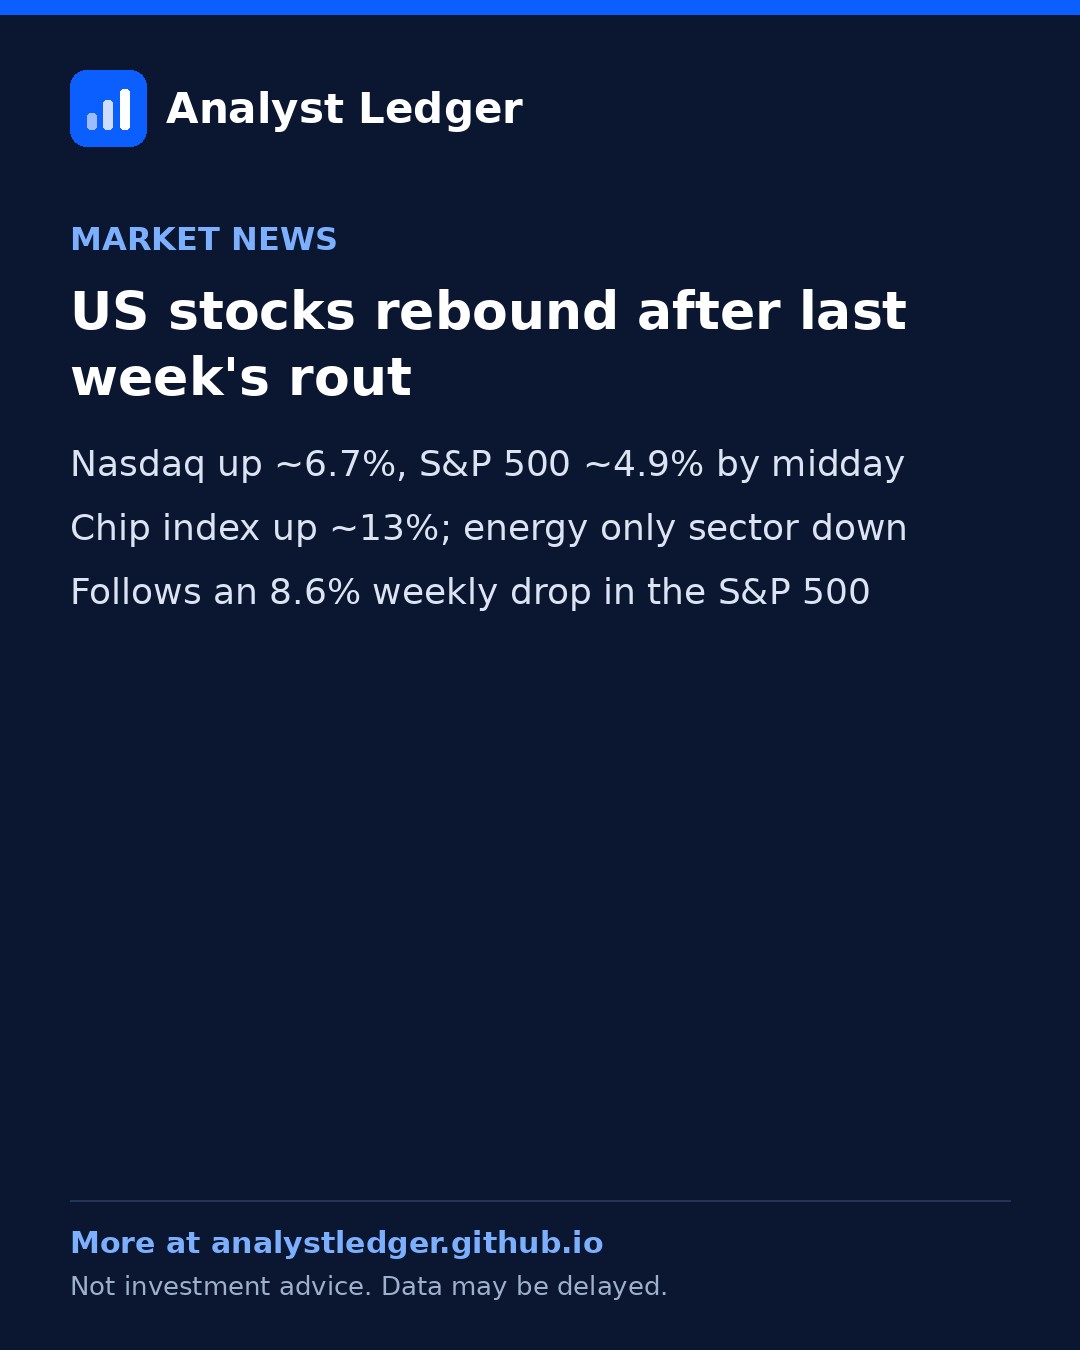 Analyst Ledger
MARKET NEWS
US stocks rebound after last
week's rout
Nasdaq up ~6.7%, S&P 500 ~4.9% by midday
Chip index up ~13%; energy only sector down
Follows an 8.6% weekly drop in the S&P 500
More at analystledger.github.io
Not investment advice. Data may be delayed.